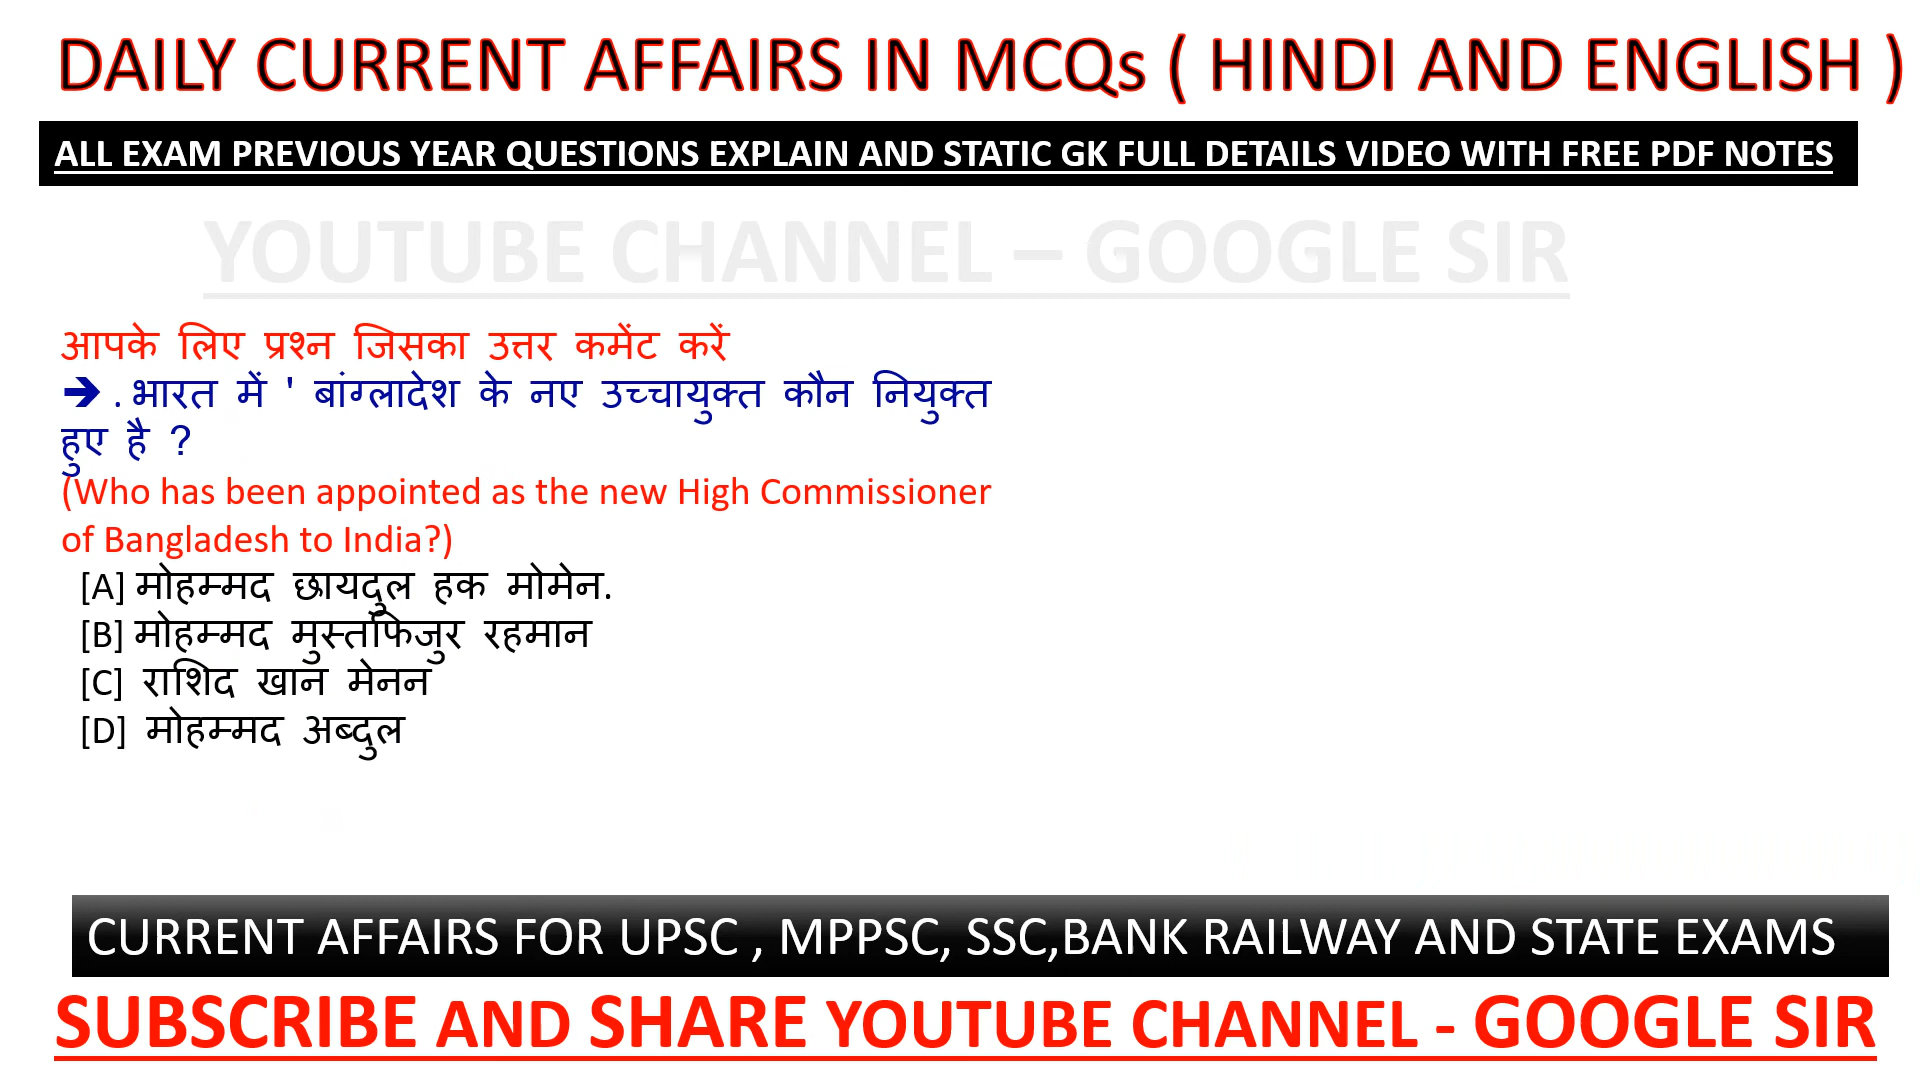 DAILY CURRENT AFFAIRS IN MCQs ( HINDI AND ENGLISH )
ALL EXAM PREVIOUS YEAR QUESTIONS EXPLAIN AND STATIC GK FULL DETAILS VIDEO WITH FREE PDF NOTES
YOUTUBE CHANNEL – GOOGLE SIR
आपके लिए प्रश्न जिसका उत्तर कमेंट करें
➔ . भारत में ' बांग्लादेश के नए उच्चायुक्त कौन नियुक्त
हुए है ?
(Who has been appointed as the new High Commissioner
of Bangladesh to India?)
[A] मोहम्मद छायदुल हक मोमेन.
[B] मोहम्मद मुस्तफिजुर रहमान
[C] राशिद खान मेनन
[D] मोहम्मद अब्दुल
CURRENT AFFAIRS FOR UPSC , MPPSC, SSC,BANK RAILWAY AND STATE EXAMS
SUBSCRIBE AND SHARE YOUTUBE CHANNEL - GOOGLE SIR